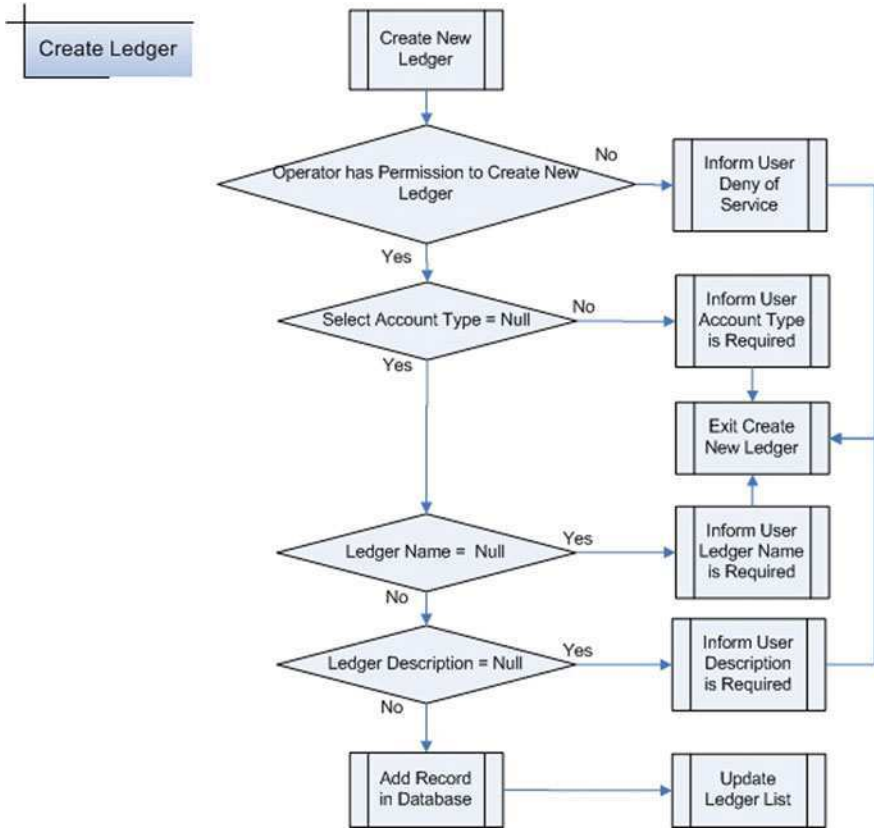 Create Ledger
Create New
Ledger
Operator has Permission to Create New
Ledger
No
Inform User
Deny of
Service
Yes
Select Account Type = Null
No
Inform User
Account Type
is Required
Yes
Exit Create
New Ledger
Ledger Name = Null
Yes
Inform User
Ledger Name
is Required
No
Ledger Description = Null
Yes
Inform User
Description
is Required
No
Add Record
in Database
Update
Ledger List